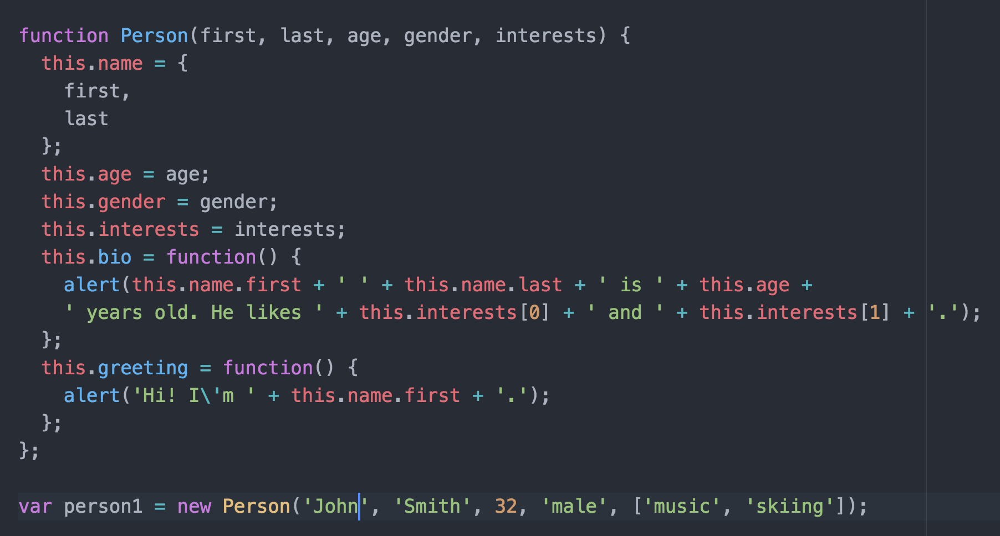 function Person(first, last, age, gender, interests) {
  this.name = {
    first,
    last
  };
  this.age = age;
  this.gender = gender;
  this.interests = interests;
  this.bio = function() {
    alert(this.name.first + ' ' + this.name.last + ' is ' + this.age +
    ' years old. He likes ' + this.interests[0] + ' and ' + this.interests[1] + '.');
  };
  this.greeting = function() {
    alert('Hi! I\'m ' + this.name.first + '.');
  };
};

var person1 = new Person('John', 'Smith', 32, 'male', ['music', 'skiing']);